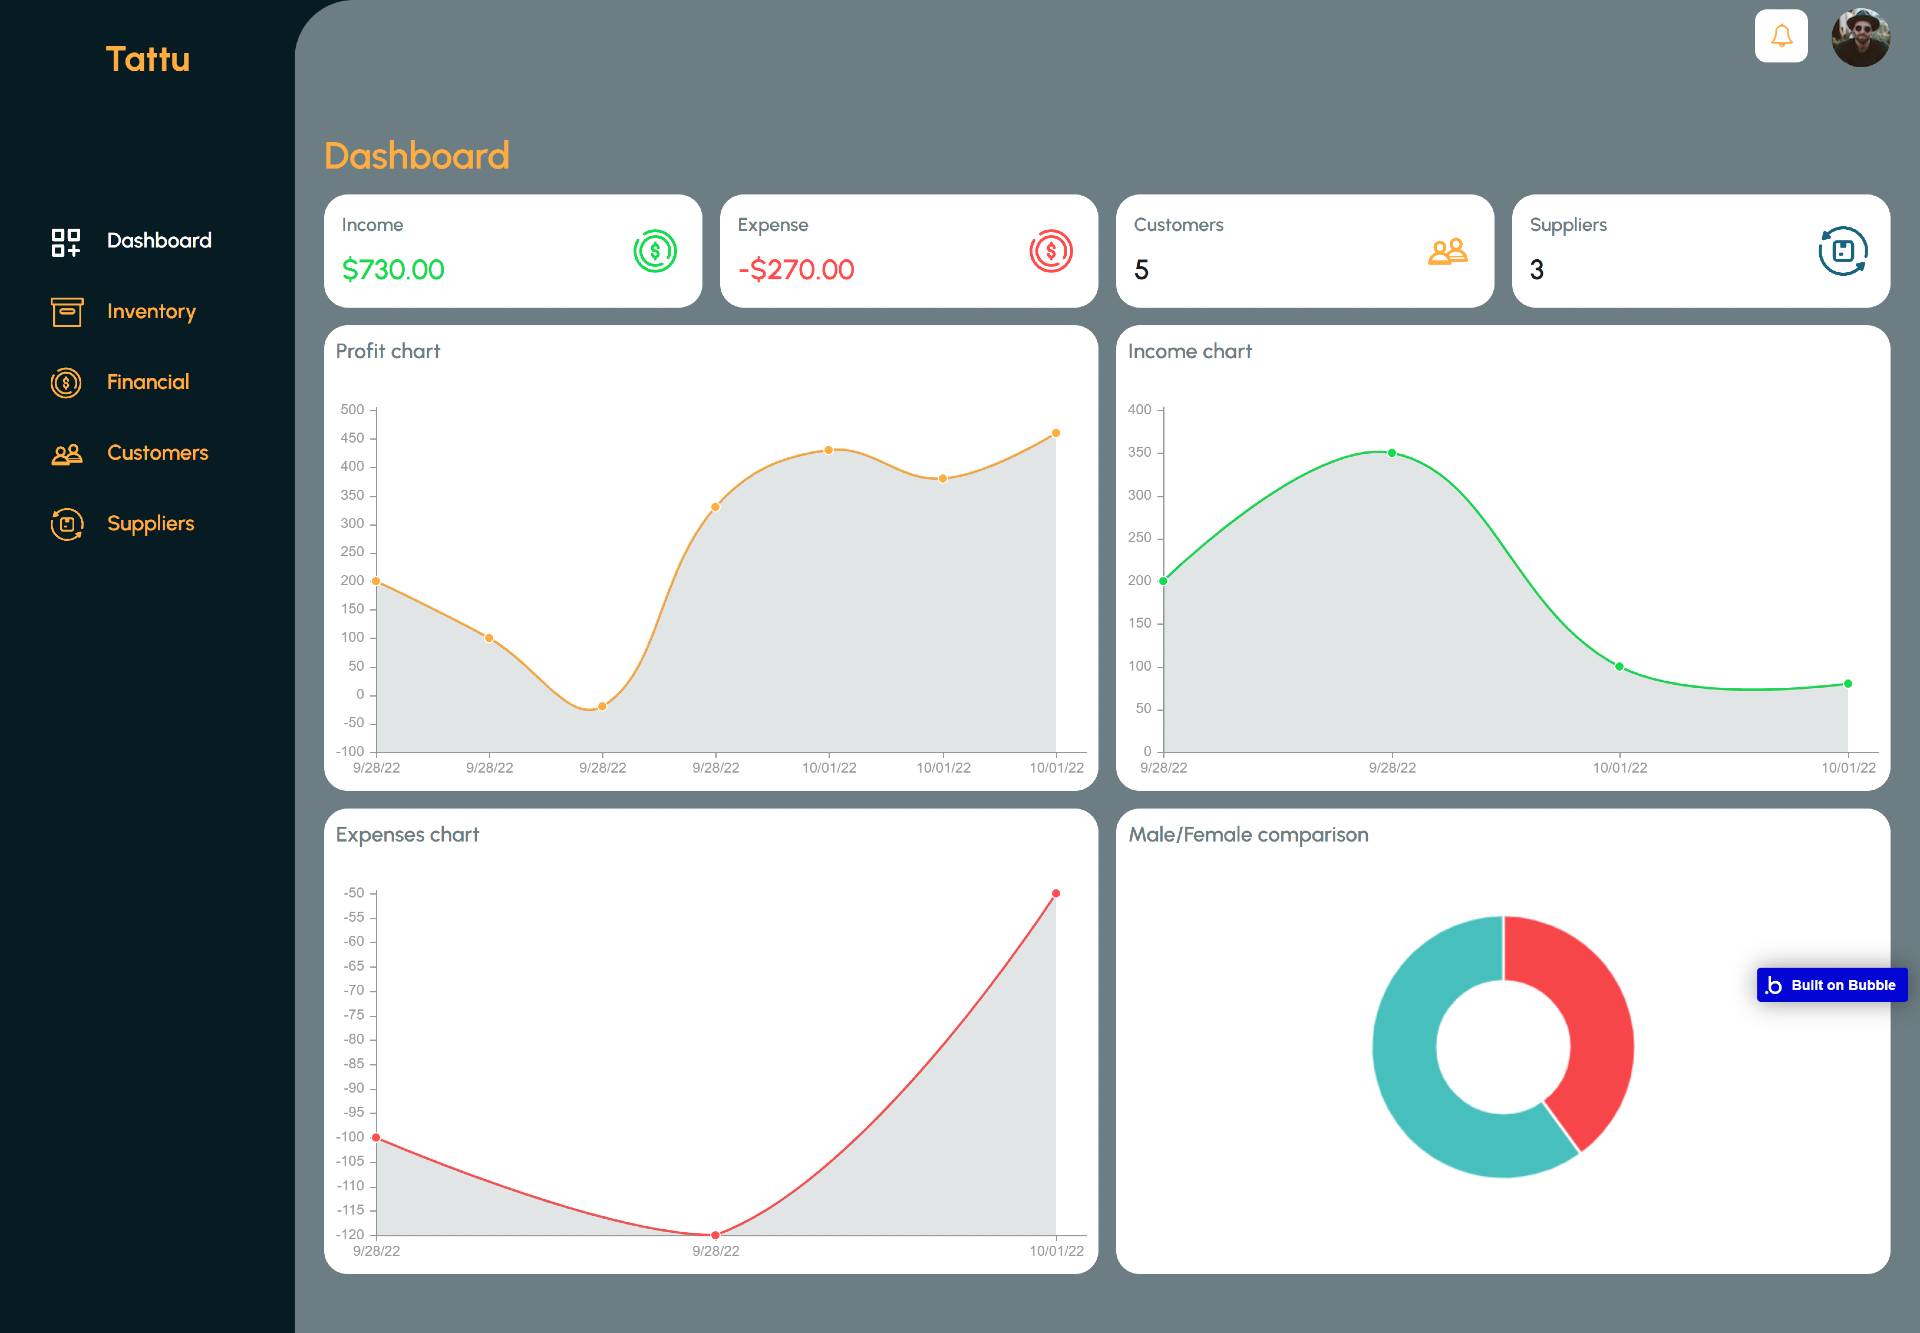 Tattu
Dashboard
Inventory
Financial
Customers
Suppliers
Dashboard
Income
$730.00
Expense
-$270.00
Customers
5
Suppliers
3
Profit chart
500
450
400
350
300
250
200
150
100
50
0
-50
-100
9/28/22 9/28/22 9/28/22 9/28/22 10/01/22 10/01/22 10/01/22
Income chart
400
350
300
250
200
150
100
50
0
9/28/22 9/28/22 10/01/22 10/01/22
Expenses chart
-50
-55
-60
-65
-70
-75
-80
-85
-90
-95
-100
-105
-110
-115
-120
9/28/22 9/28/22 10/01/22
Male/Female comparison
Built on Bubble